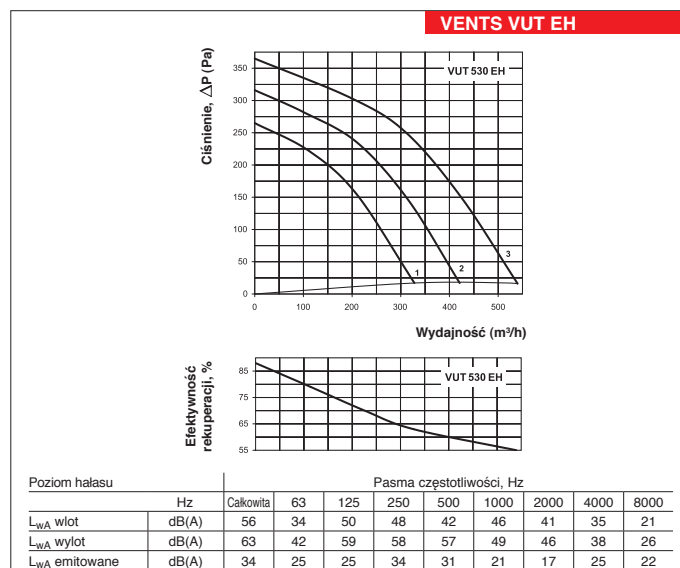 VENTS VUT EH
Ciśnienie, △P (Pa)
VUT 530 EH
350
300
250
200
150
100
50
0
1
2
3
0 100 200 300 400 500
Wydajność (m³/h)
Efektywność
rekuperacji, %
VUT 530 EH
85
75
65
55
Poziom hałasu Pasma częstotliwości, Hz
Hz Całkowita 63 125 250 500 1000 2000 4000 8000
LwA wlot dB(A) 56 34 50 48 42 46 41 35 21
LwA wylot dB(A) 63 42 59 58 57 49 46 38 26
LwA emitowane dB(A) 34 25 25 34 31 21 17 25 22